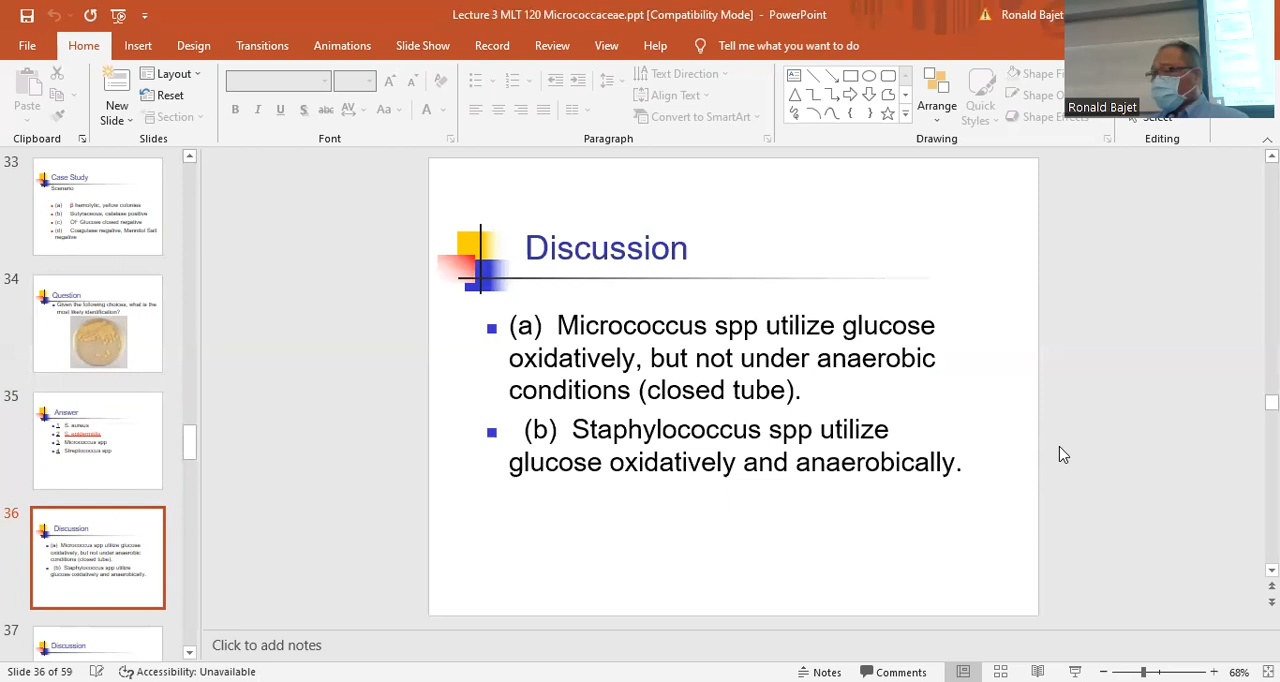 Lecture 3 MLT 120 Micrococcaceae.ppt [Compatibility Mode] - PowerPoint
Ronald Bajet
File Home Insert Design Transitions Animations Slide Show Record Review View Help Tell me what you want to do
Paste
Clipboard
New Slide
Layout
Reset
Section
Slides
B I U S abc AV Aa A
Font
Text Direction
Align Text
Convert to SmartArt
Paragraph
Arrange
Quick Styles
Shape
Shape
Shape Effects
Drawing
Select
Editing
Ronald Bajet
33
Case Study
Scenario
(a) β hemolytic, yellow colonies
(b) Butyraceous, catalase positive
(c) OF Glucose closed negative
(d) Coagulase negative, Mannitol Salt
negative
34
Question
Given the following choices, what is the
most likely identification?
35
Answer
1 S. aureus
2 S. epidermidis
3 Micrococcus spp
4 Streptococcus spp
36
Discussion
(a) Micrococcus spp utilize glucose
oxidatively, but not under anaerobic
conditions (closed tube).
(b) Staphylococcus spp utilize
glucose oxidatively and anaerobically.
37
Discussion
Discussion
(a) Micrococcus spp utilize glucose
oxidatively, but not under anaerobic
conditions (closed tube).
(b) Staphylococcus spp utilize
glucose oxidatively and anaerobically.
Click to add notes
Slide 36 of 59 Accessibility: Unavailable Notes Comments 68%